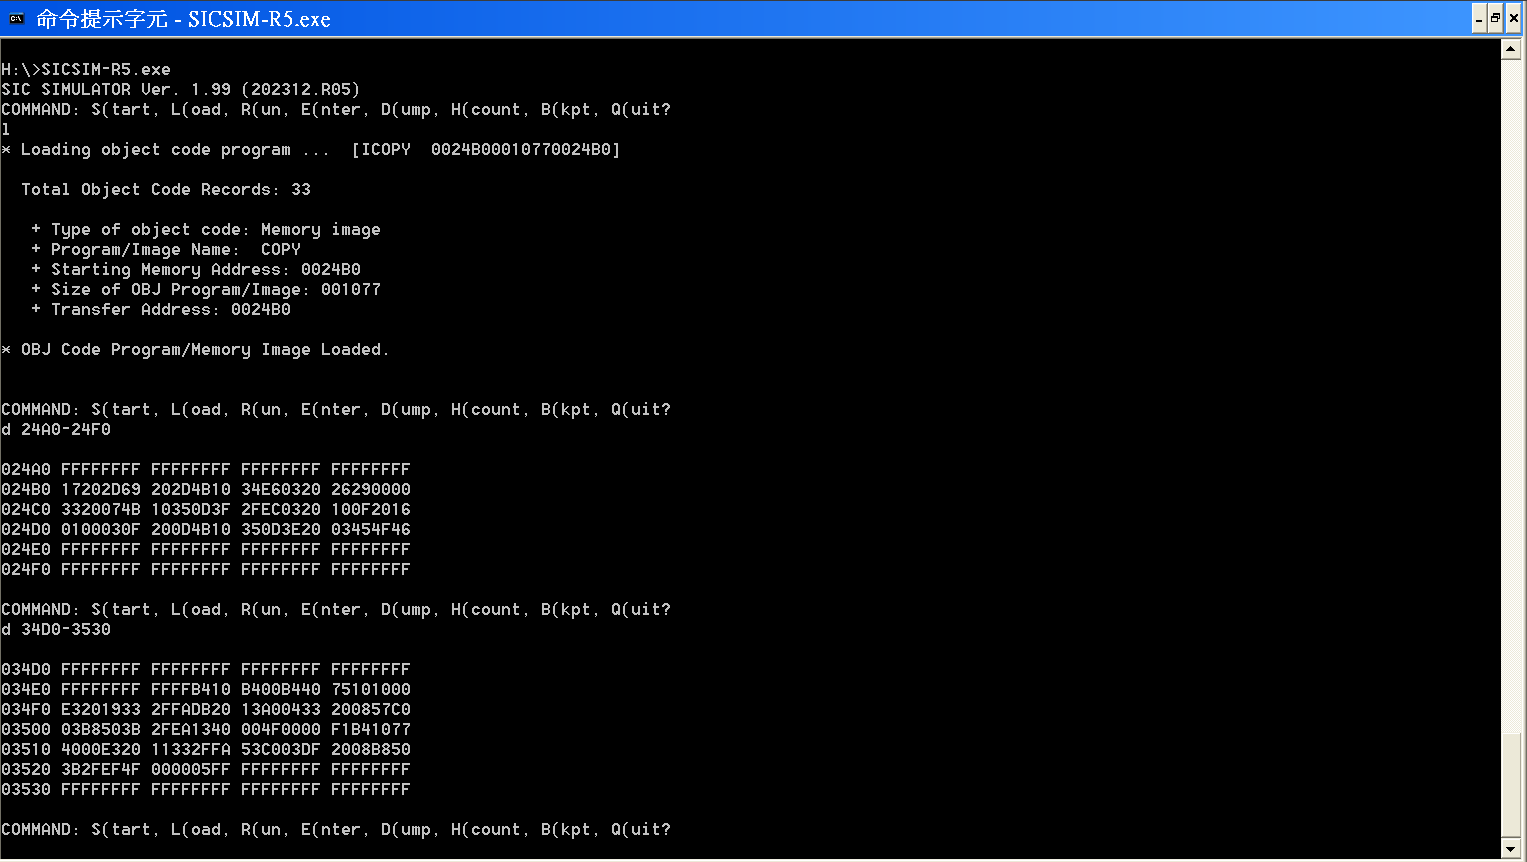 命令提示字元 - SICSIM-R5.exe
H:\>SICSIM-R5.exe
SIC SIMULATOR Ver. 1.99 (202312.R05)
COMMAND: S(tart, L(oad, R(un, E(nter, D(ump, H(count, B(kpt, Q(uit?
l
* Loading object code program ...  [ICOPY  0024B00010770024B0]
Total Object Code Records: 33
+ Type of object code: Memory image
+ Program/Image Name:  COPY
+ Starting Memory Address: 0024B0
+ Size of OBJ Program/Image: 001077
+ Transfer Address: 0024B0
* OBJ Code Program/Memory Image Loaded.
COMMAND: S(tart, L(oad, R(un, E(nter, D(ump, H(count, B(kpt, Q(uit?
d 24A0-24F0
024A0 FFFFFFFF FFFFFFFF FFFFFFFF FFFFFFFF
024B0 17202D69 202D4B10 34E60320 26290000
024C0 3320074B 10350D3F 2FEC0320 100F2016
024D0 0100030F 200D4B10 350D3E20 03454F46
024E0 FFFFFFFF FFFFFFFF FFFFFFFF FFFFFFFF
024F0 FFFFFFFF FFFFFFFF FFFFFFFF FFFFFFFF
COMMAND: S(tart, L(oad, R(un, E(nter, D(ump, H(count, B(kpt, Q(uit?
d 34D0-3530
034D0 FFFFFFFF FFFFFFFF FFFFFFFF FFFFFFFF
034E0 FFFFFFFF FFFFB410 B400B440 75101000
034F0 E3201933 2FFADB20 13A00433 200857C0
03500 03B8503B 2FEA1340 004F0000 F1B41077
03510 4000E320 11332FFA 53C003DF 2008B850
03520 3B2FEF4F 000005FF FFFFFFFF FFFFFFFF
03530 FFFFFFFF FFFFFFFF FFFFFFFF FFFFFFFF
COMMAND: S(tart, L(oad, R(un, E(nter, D(ump, H(count, B(kpt, Q(uit?